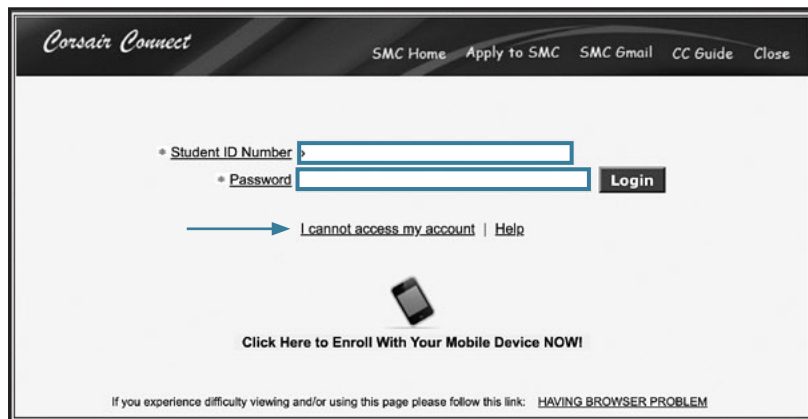 Corsair Connect
SMC Home Apply to SMC SMC Gmail CC Guide Close
* Student ID Number ›
* Password Login
I cannot access my account | Help
Click Here to Enroll With Your Mobile Device NOW!
If you experience difficulty viewing and/or using this page please follow this link: HAVING BROWSER PROBLEM